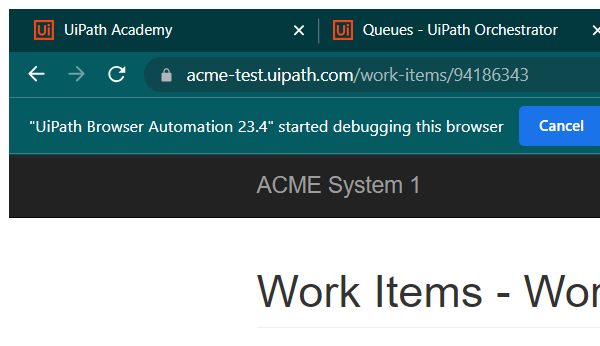 Ui UiPath Academy
Ui Queues - UiPath Orchestrator
acme-test.uipath.com/work-items/94186343
"UiPath Browser Automation 23.4" started debugging this browser Cancel
ACME System 1
Work Items - Wor